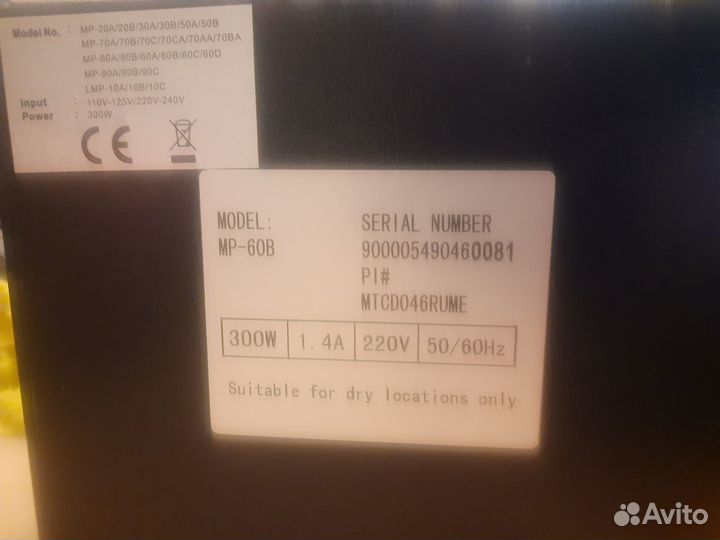 Model No. : MP-20A/20B/30A/30B/50A/50B
MP-70A/70B/70C/70CA/70AA/70BA
MP-80A/80B/60A/60B/60C/60D
MP-90A/90B/90C
LMP-10A/10B/10C
Input : 110V-125V/220V-240V
Power : 300W
CE
MODEL:
MP-60B
SERIAL NUMBER
900005490460081
PI#
MTCD046RUME
300W 1.4A 220V 50/60Hz
Suitable for dry locations only
Avito